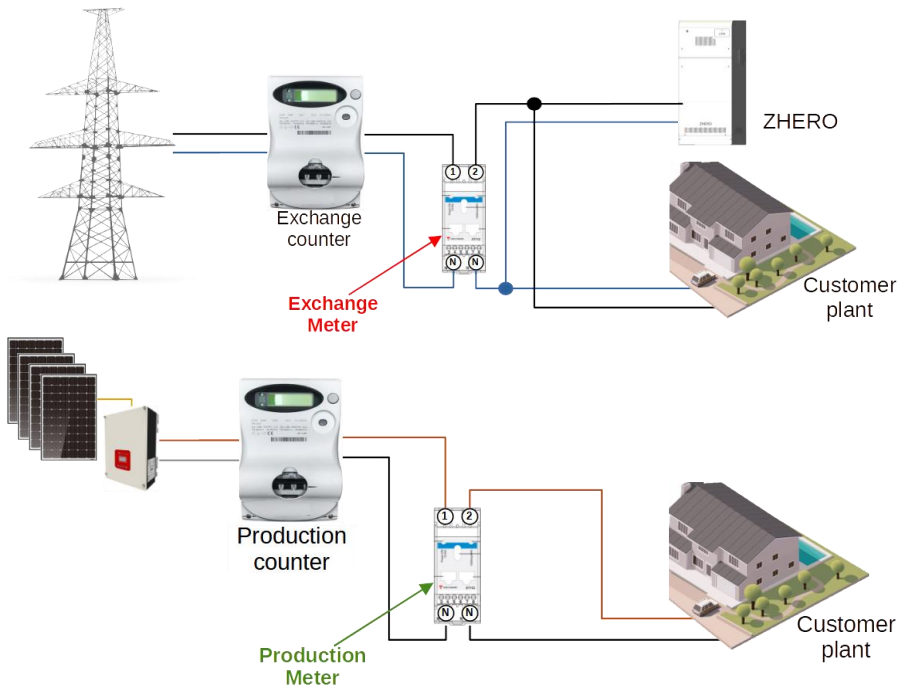 ZHERO
1 2
Exchange
counter
N N
Exchange
Meter
Customer
plant
1 2
Production
counter
N N
Customer
plant
Production
Meter